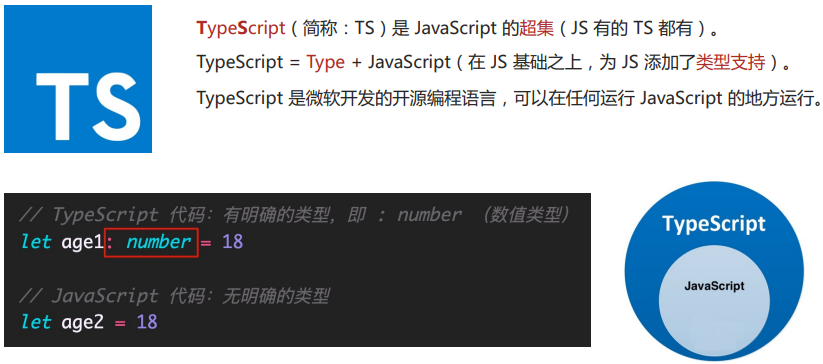 TS
TypeScript（简称：TS）是 JavaScript 的超集（JS 有的 TS 都有）。
TypeScript = Type + JavaScript（在 JS 基础之上，为 JS 添加了类型支持）。
TypeScript 是微软开发的开源编程语言，可以在任何运行 JavaScript 的地方运行。
// TypeScript 代码：有明确的类型，即 : number （数值类型）
let age1: number = 18
// JavaScript 代码：无明确的类型
let age2 = 18
TypeScript
JavaScript